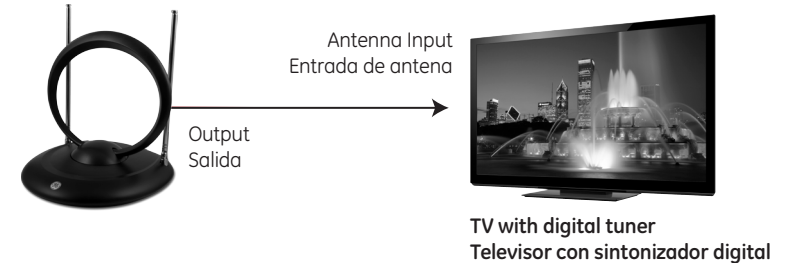 Antenna Input
Entrada de antena
Output
Salida
TV with digital tuner
Televisor con sintonizador digital